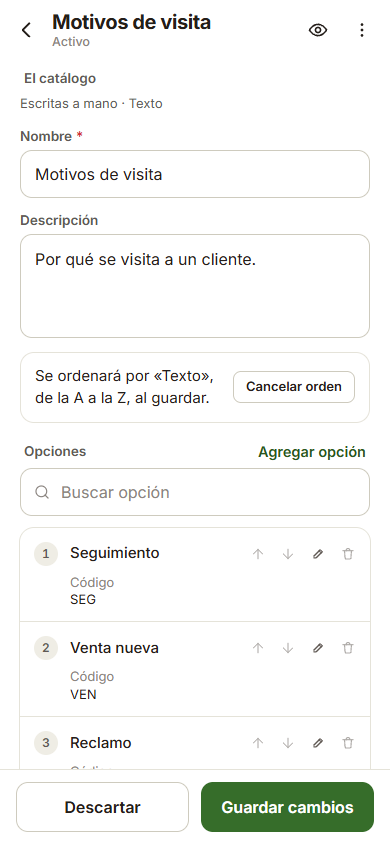 Motivos de visita
Activo
El catálogo
Escritas a mano · Texto
Nombre *
Motivos de visita
Descripción
Por qué se visita a un cliente.
Se ordenará por «Texto»,
de la A a la Z, al guardar.
Cancelar orden
Opciones
Agregar opción
Buscar opción
1
Seguimiento
Código
SEG
2
Venta nueva
Código
VEN
3
Reclamo
Descartar
Guardar cambios